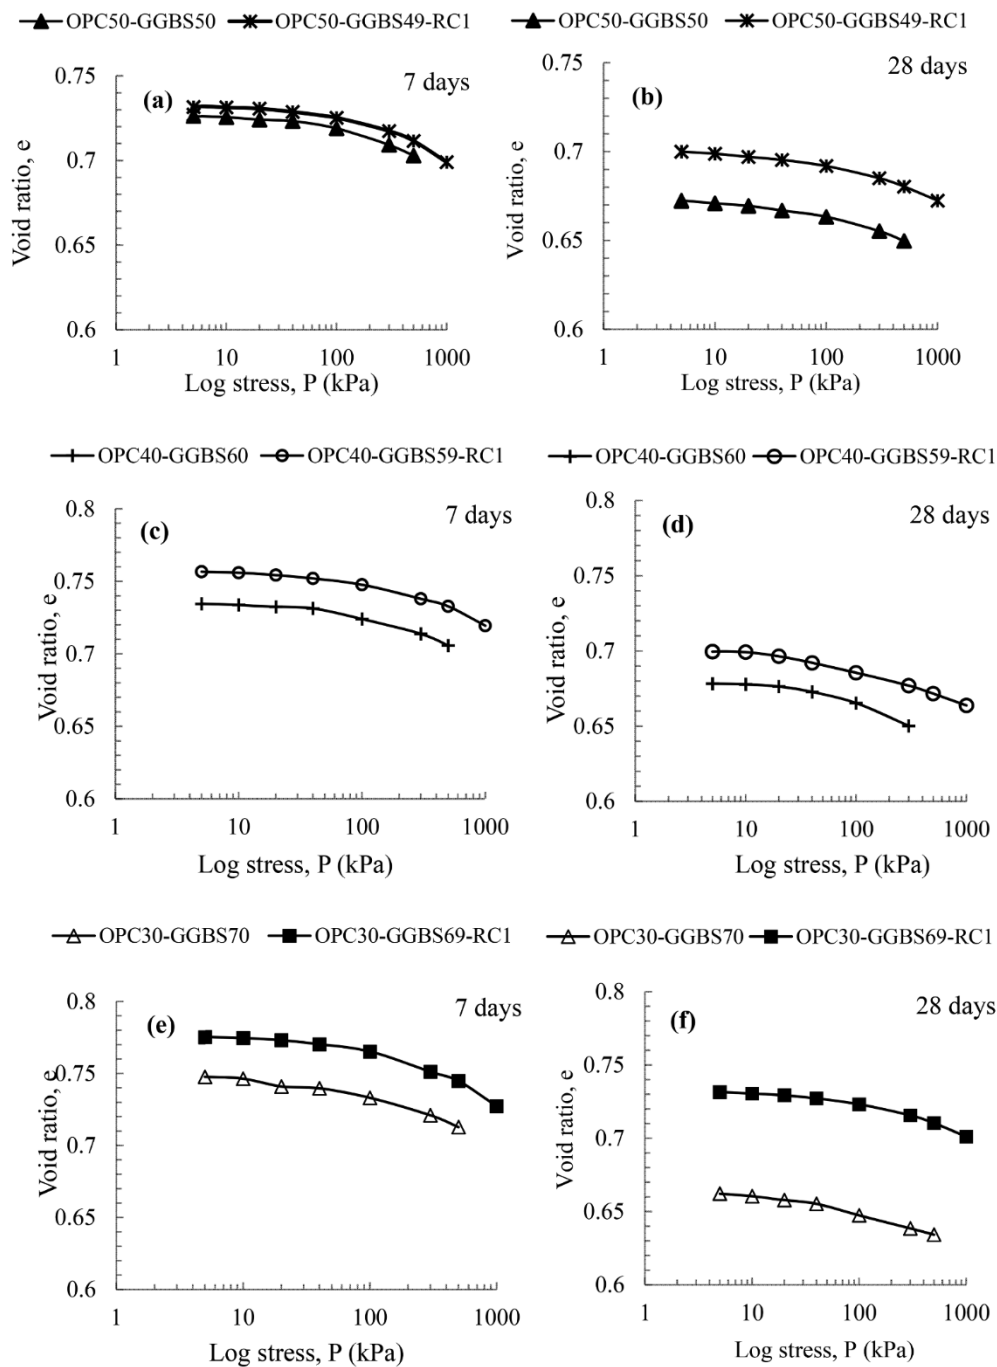 OPC50-GGBS50 OPC50-GGBS49-RC1
7 days
(a)
0.75
0.7
0.65
0.6
Void ratio, e
1 10 100 1000
Log stress, P (kPa)
OPC50-GGBS50 OPC50-GGBS49-RC1
28 days
(b)
0.75
0.7
0.65
0.6
Void ratio, e
1 10 100 1000
Log stress, P (kPa)
OPC40-GGBS60 OPC40-GGBS59-RC1
7 days
(c)
0.8
0.75
0.7
0.65
0.6
Void ratio, e
1 10 100 1000
Log stress, P (kPa)
OPC40-GGBS60 OPC40-GGBS59-RC1
28 days
(d)
0.8
0.75
0.7
0.65
0.6
Void ratio, e
1 10 100 1000
Log stress, P (kPa)
OPC30-GGBS70 OPC30-GGBS69-RC1
7 days
(e)
0.8
0.75
0.7
0.65
0.6
Void ratio, e
1 10 100 1000
Log stress, P (kPa)
OPC30-GGBS70 OPC30-GGBS69-RC1
28 days
(f)
0.8
0.75
0.7
0.65
0.6
Void ratio, e
1 10 100 1000
Log stress, P (kPa)